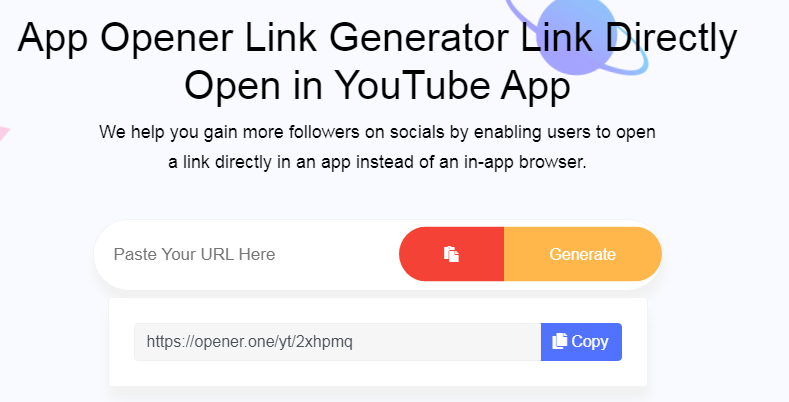 App Opener Link Generator Link Directly
Open in YouTube App
We help you gain more followers on socials by enabling users to open
a link directly in an app instead of an in-app browser.
Paste Your URL Here
Generate
https://opener.one/yt/2xhpmq
Copy